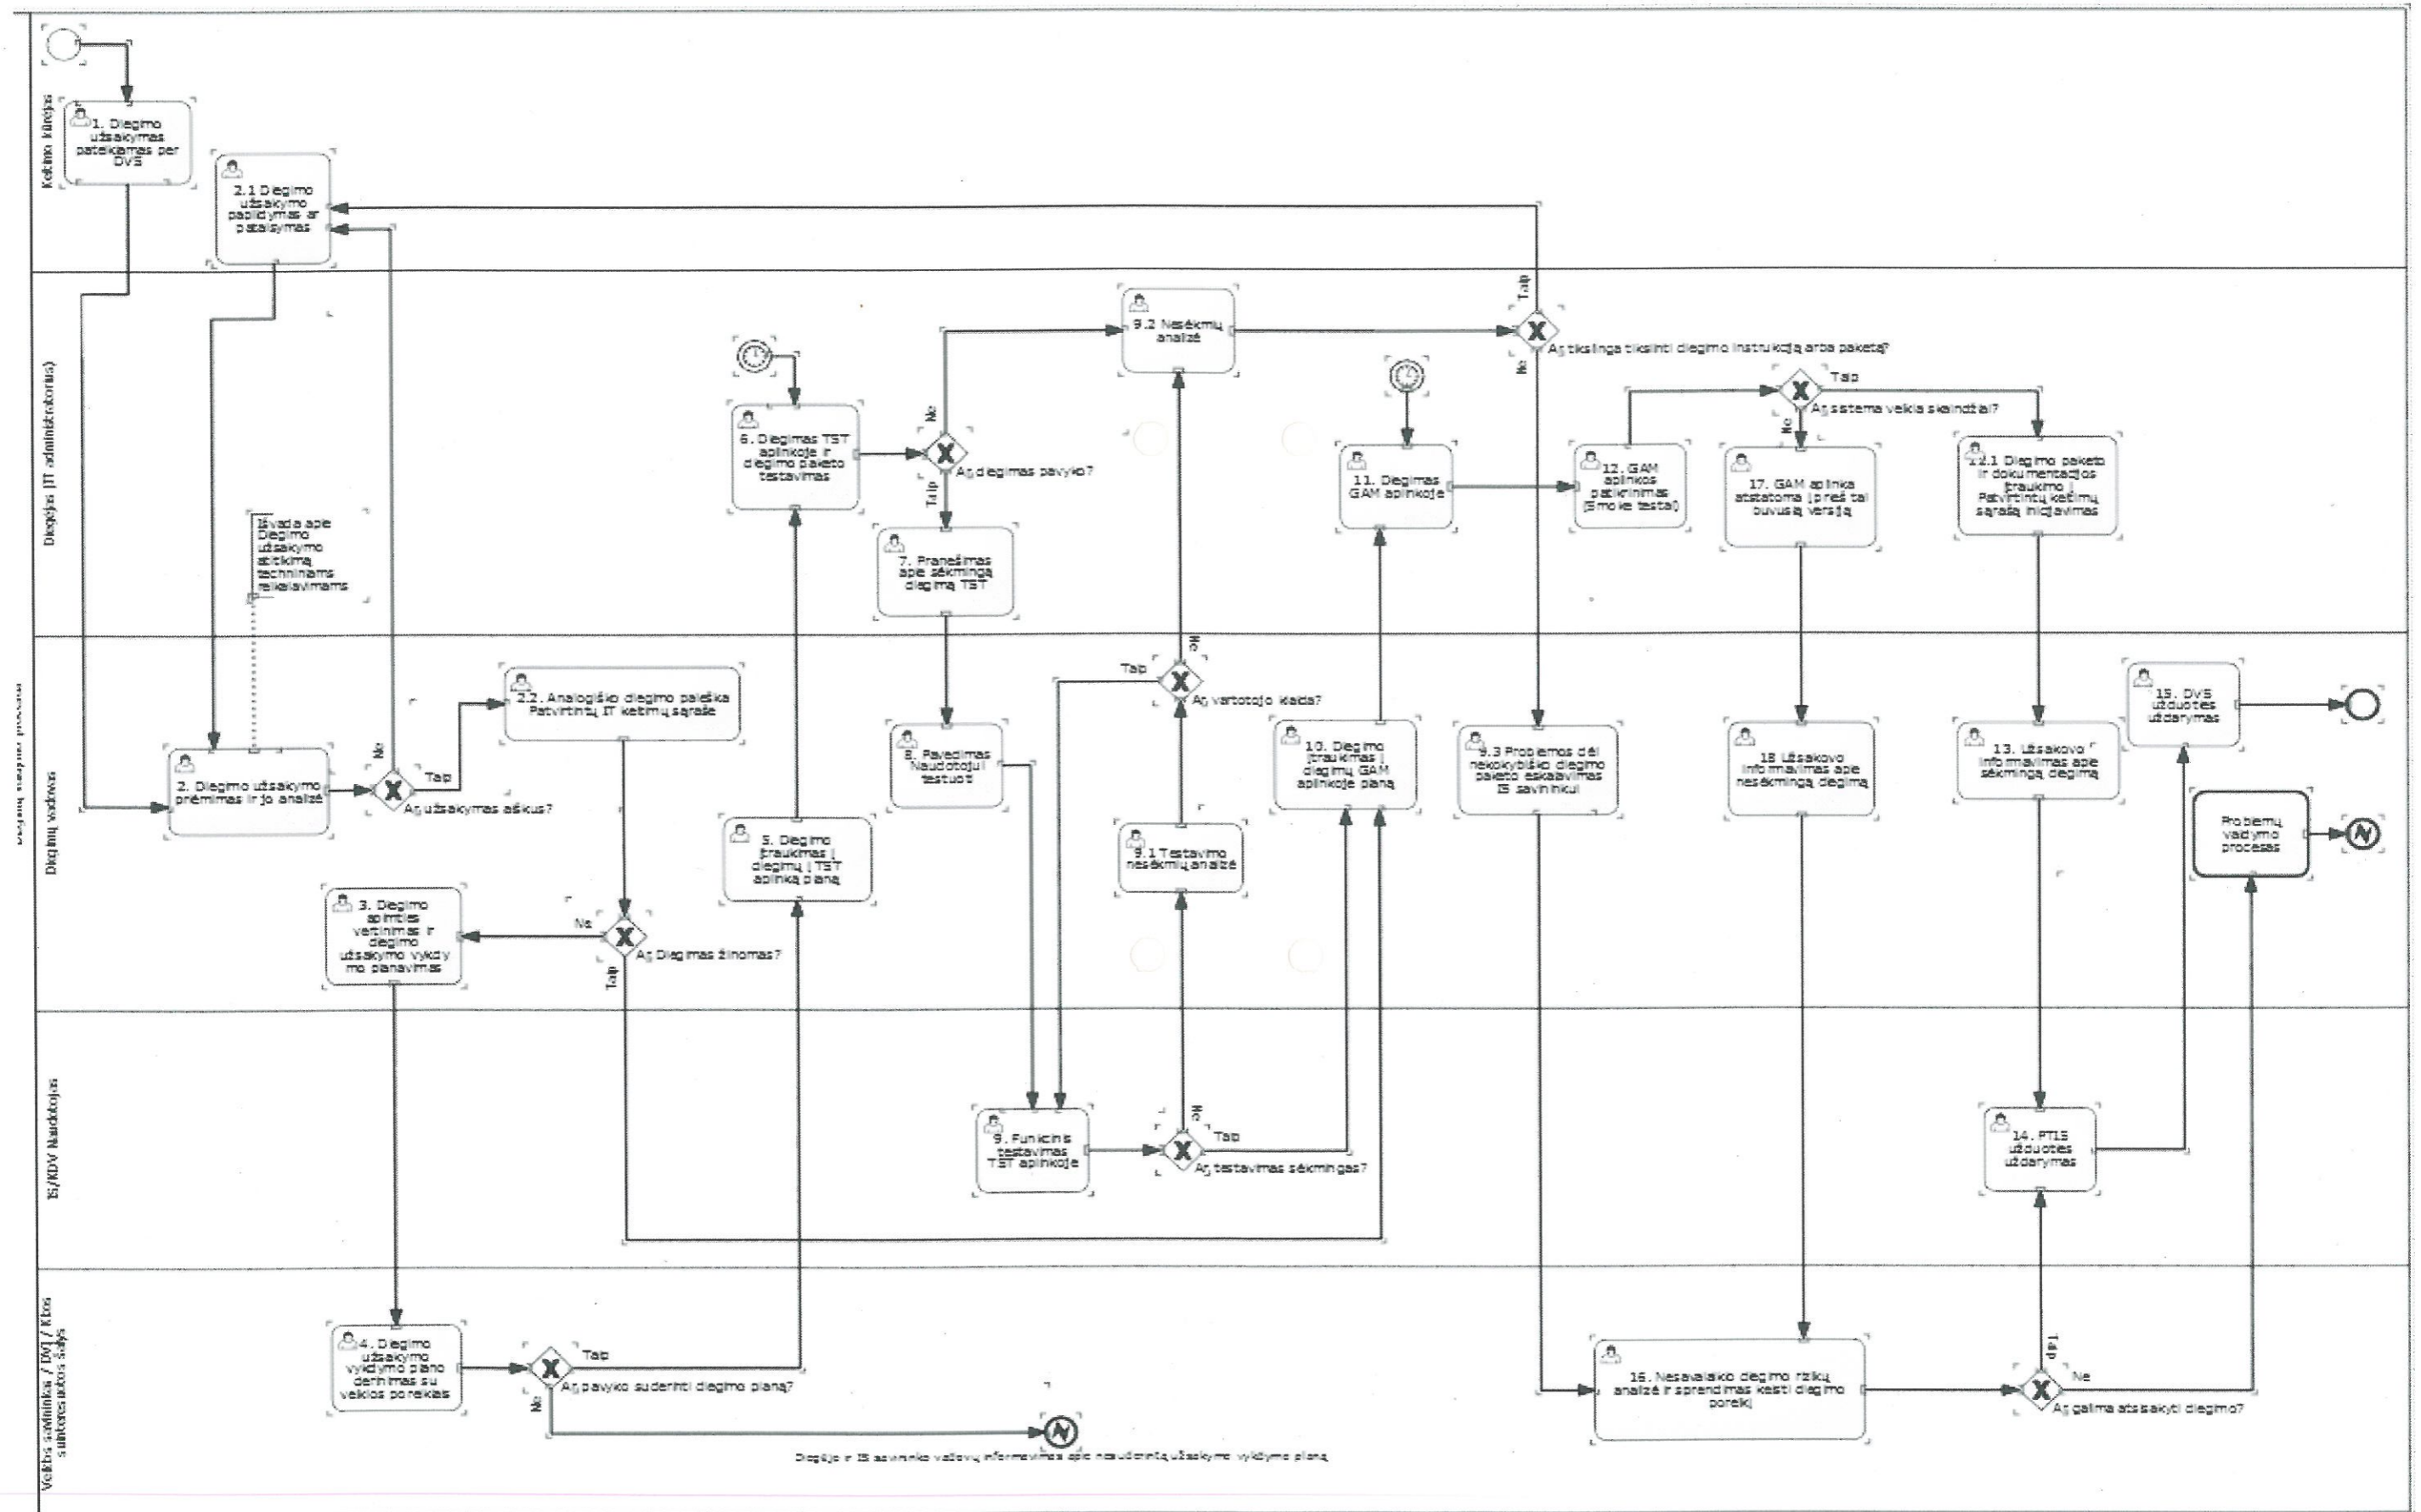 Keitimo kūrėjas
1. Diegimo
užsakymas
pateikiamas per
DVS
2.1 Diegimo
užsakymo
papildymas ar
pataisymas
Diegėjas (IT administratorius)
Išvada apie
Diegimo
užsakymo
atitikimą
techniniams
reikalavimams
6. Diegimas TST
aplinkoje ir
diegimo paketo
testavimas
Ne
Ar diegimas pavyko?
Taip
7. Pranešimas
apie sėkmingą
diegimą TST
9.2 Nesėkmių
analizė
Taip
Ar tikslinga tikslinti diegimo instrukciją arba paketą?
Ne
11. Diegimas
GAM aplinkoje
12. GAM
aplinkos
patikrinimas
(Smoke testai)
Taip
Ar sistema veikia sklandžiai?
Ne
17. GAM aplinka
atstatoma į prieš tai
buvusią versiją
12.1 Diegimo paketo
ir dokumentacijos
įtraukimo į
Patvirtintų keitimų
sąrašą inicijavimas
Diegimų vadovas
2. Diegimo užsakymo
priėmimas ir jo analizė
Ne
Taip
Ar užsakymas aiškus?
2.2. Analogiško diegimo paieška
Patvirtintų IT keitimų sąraše
3. Diegimo
apimties
vertinimas ir
diegimo
užsakymo vykdy
mo planavimas
Ne
Ar Diegimas žinomas?
Taip
5. Diegimo
įtraukimas į
diegimų į TST
aplinką planą
8. Pavedimas
Naudotojui
testuoti
Ne
Taip
Ar vartotojo klaida?
9.1 Testavimo
nesėkmių analizė
10. Diegimo
įtraukimas į
diegimų GAM
aplinkoje planą
9.3 Problemos dėl
nekokybiško diegimo
paketo eskalavimas
IS savininkui
18 Užsakovo
informavimas apie
nesėkmingą diegimą
13. Užsakovo
informavimas apie
sėkmingą diegimą
15. DVS
užduoties
uždarymas
Problemų
valdymo
procesas
IS/KDV Naudotojas
9. Funkcinis
testavimas
TST aplinkoje
Ne
Taip
Ar testavimas sėkmingas?
14. PTIS
užduoties
uždarymas
Veiklos savininkas / DVJ / Kitos
suinteresuotos šalys
4. Diegimo
užsakymo
vykdymo plano
derinimas su
veiklos poreikiais
Taip
Ar pavyko suderinti diegimo planą?
Ne
Diegėjo ir IS savininko vadovų informavimas apie nesuderintą užsakymo vykdymo planą
16. Nesavalaikio diegimo rizikų
analizė ir sprendimas keisti diegimo
poreikį
Taip
Ne
Ar galima atsisakyti diegimo?